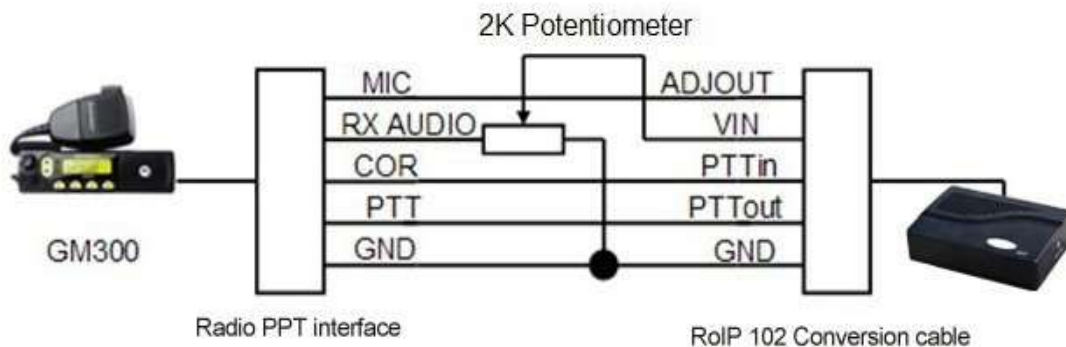 2K Potentiometer
MIC ADJOUT
RX AUDIO VIN
COR PTTin
PTT PTTout
GND GND
GM300
Radio PPT interface
RoIP 102 Conversion cable